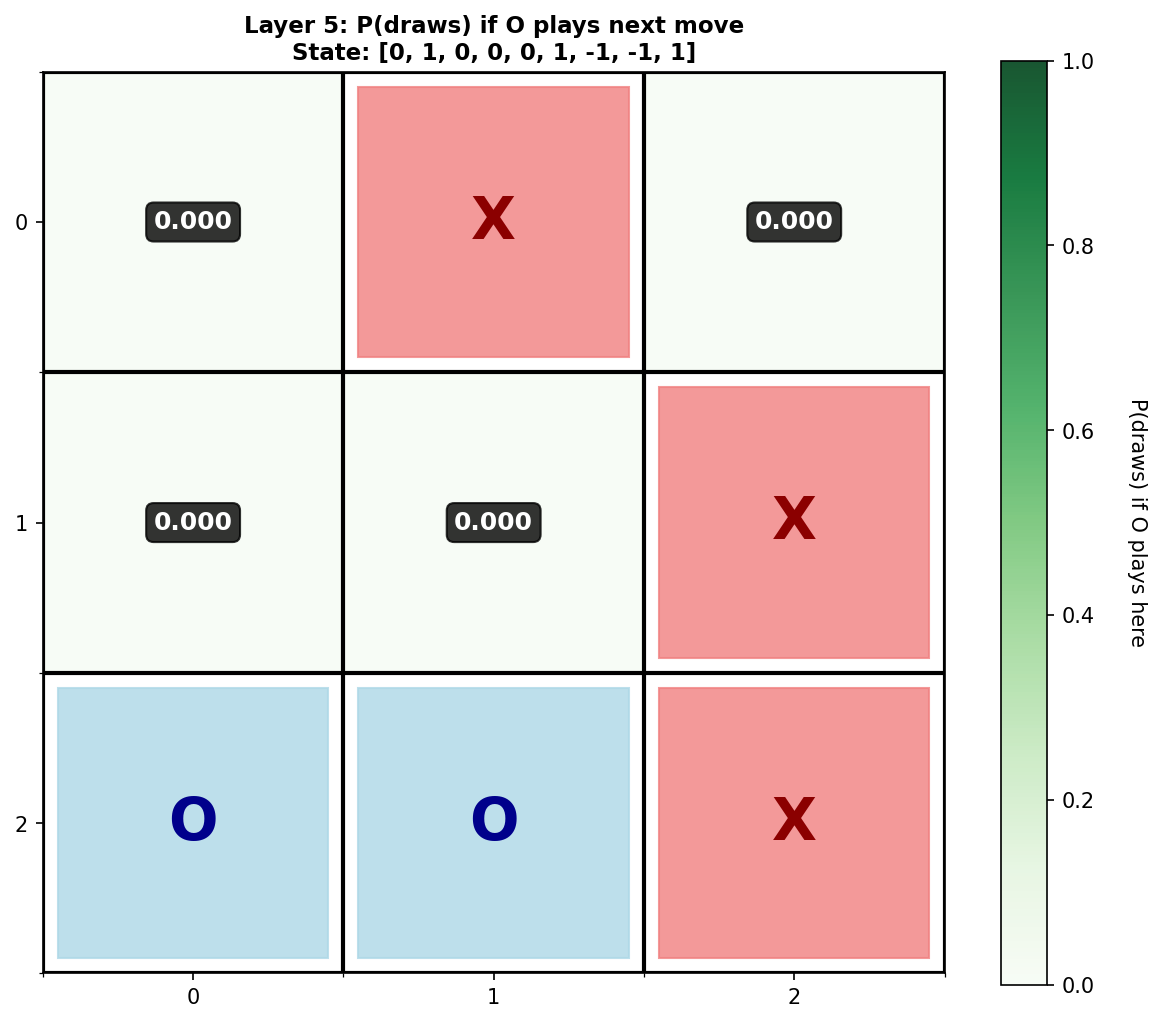 Layer 5: P(draws) if O plays next move
State: [0, 1, 0, 0, 0, 1, -1, -1, 1]
0
0.000
X
0.000
1
0.000
0.000
X
2
O
O
X
0
1
2
1.0
0.8
0.6
0.4
0.2
0.0
P(draws) if O plays here